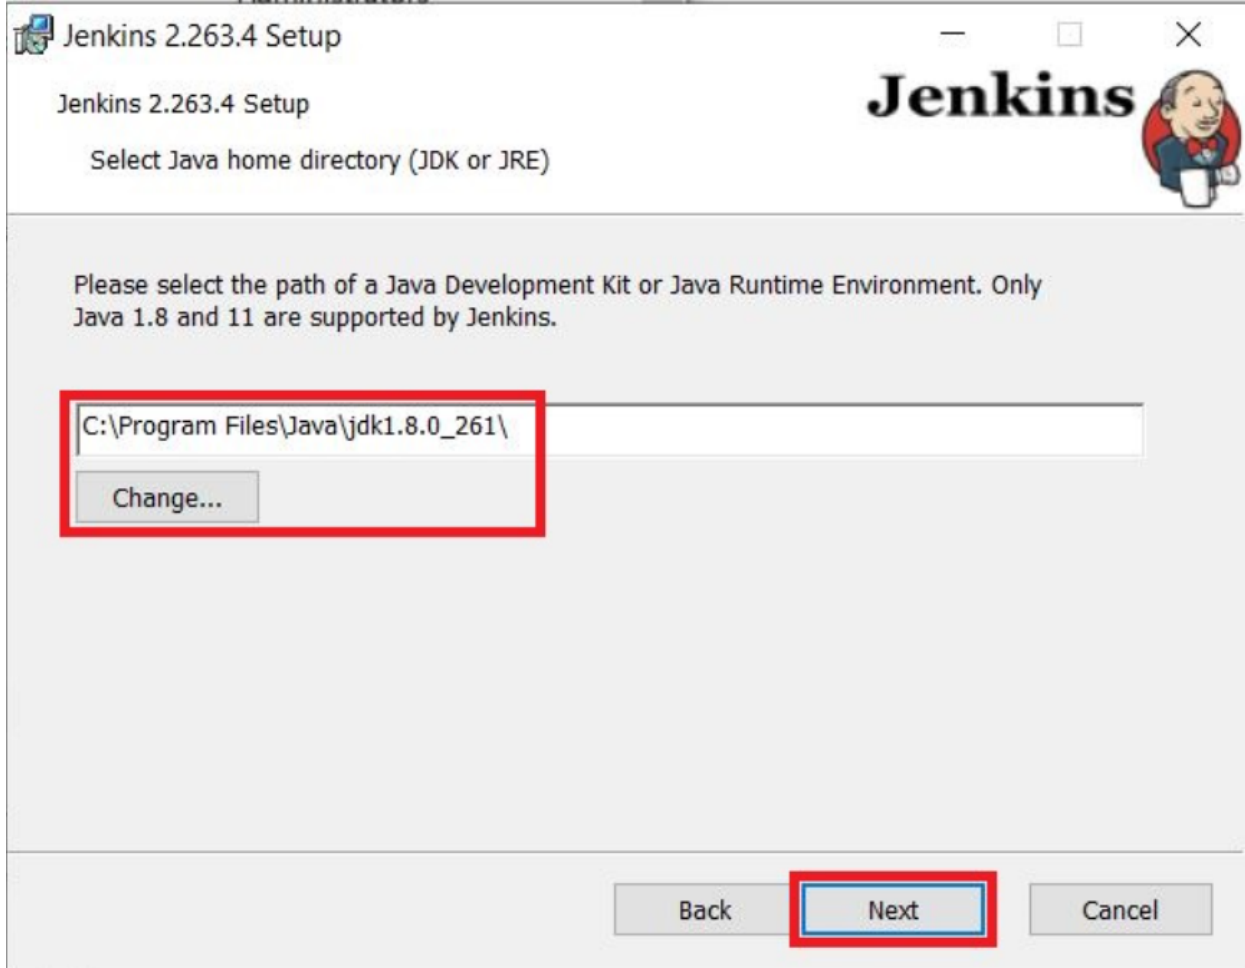 Jenkins 2.263.4 Setup
Jenkins 2.263.4 Setup
Jenkins
Select Java home directory (JDK or JRE)
Please select the path of a Java Development Kit or Java Runtime Environment. Only
Java 1.8 and 11 are supported by Jenkins.
C:\Program Files\Java\jdk1.8.0_261\
Change...
Back
Next
Cancel